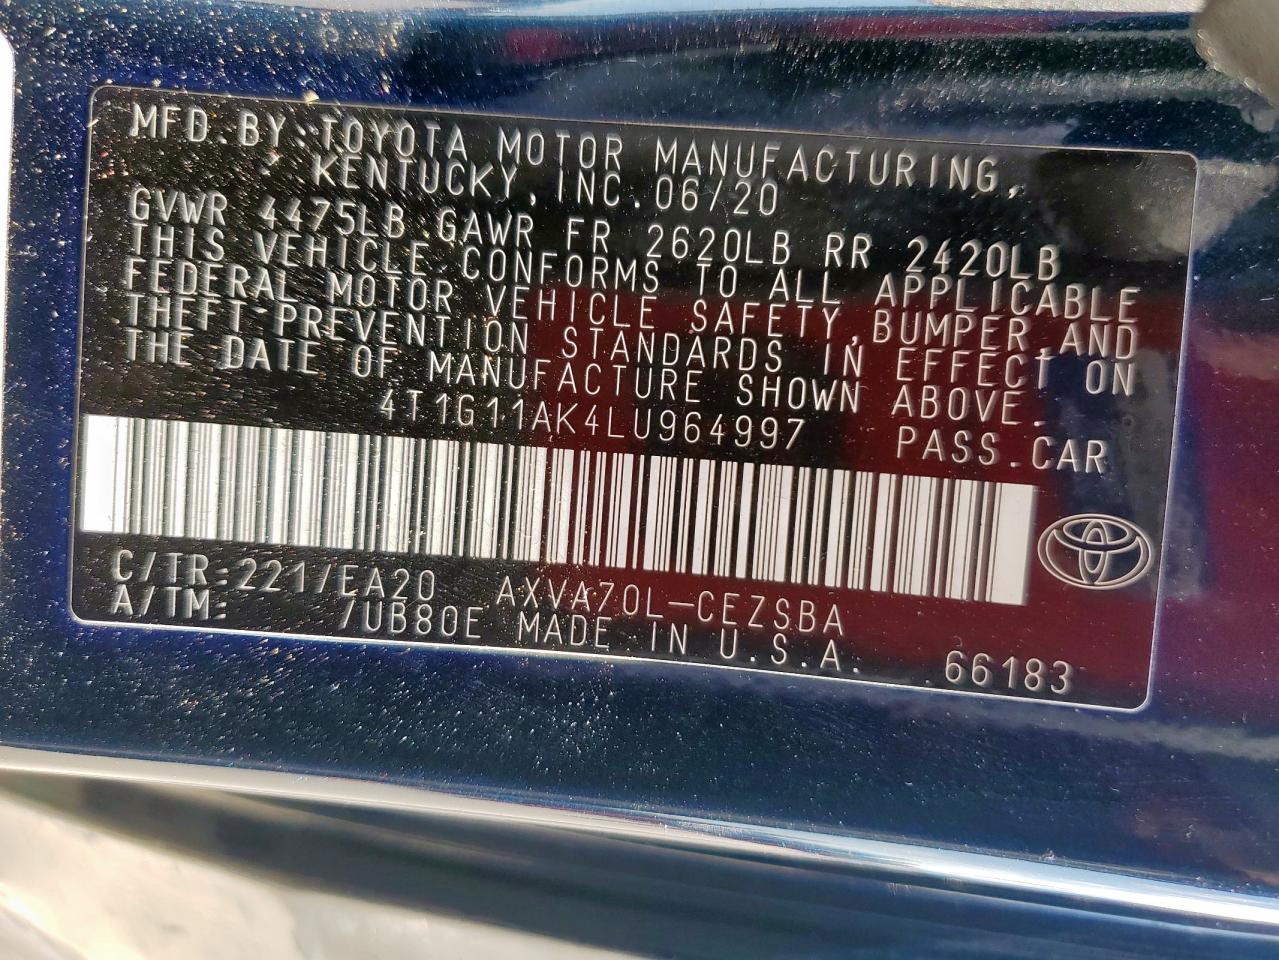 MFD.BY:TOYOTA MOTOR MANUFACTURING,
KENTUCKY,INC.06/20
GVWR 4475LB GAWR FR 2620LB RR 2420LB
THIS VEHICLE CONFORMS TO ALL APPLICABLE
FEDERAL MOTOR VEHICLE SAFETY,BUMPER,AND
THEFT-PREVENTION STANDARDS IN EFFECT ON
THE DATE OF MANUFACTURE SHOWN ABOVE.
4T1G11AK4LU964997 PASS.CAR
C/TR:221/EA20 AXVA70L-CEZSBA
A/TM: /UB80E MADE IN U.S.A. 66183